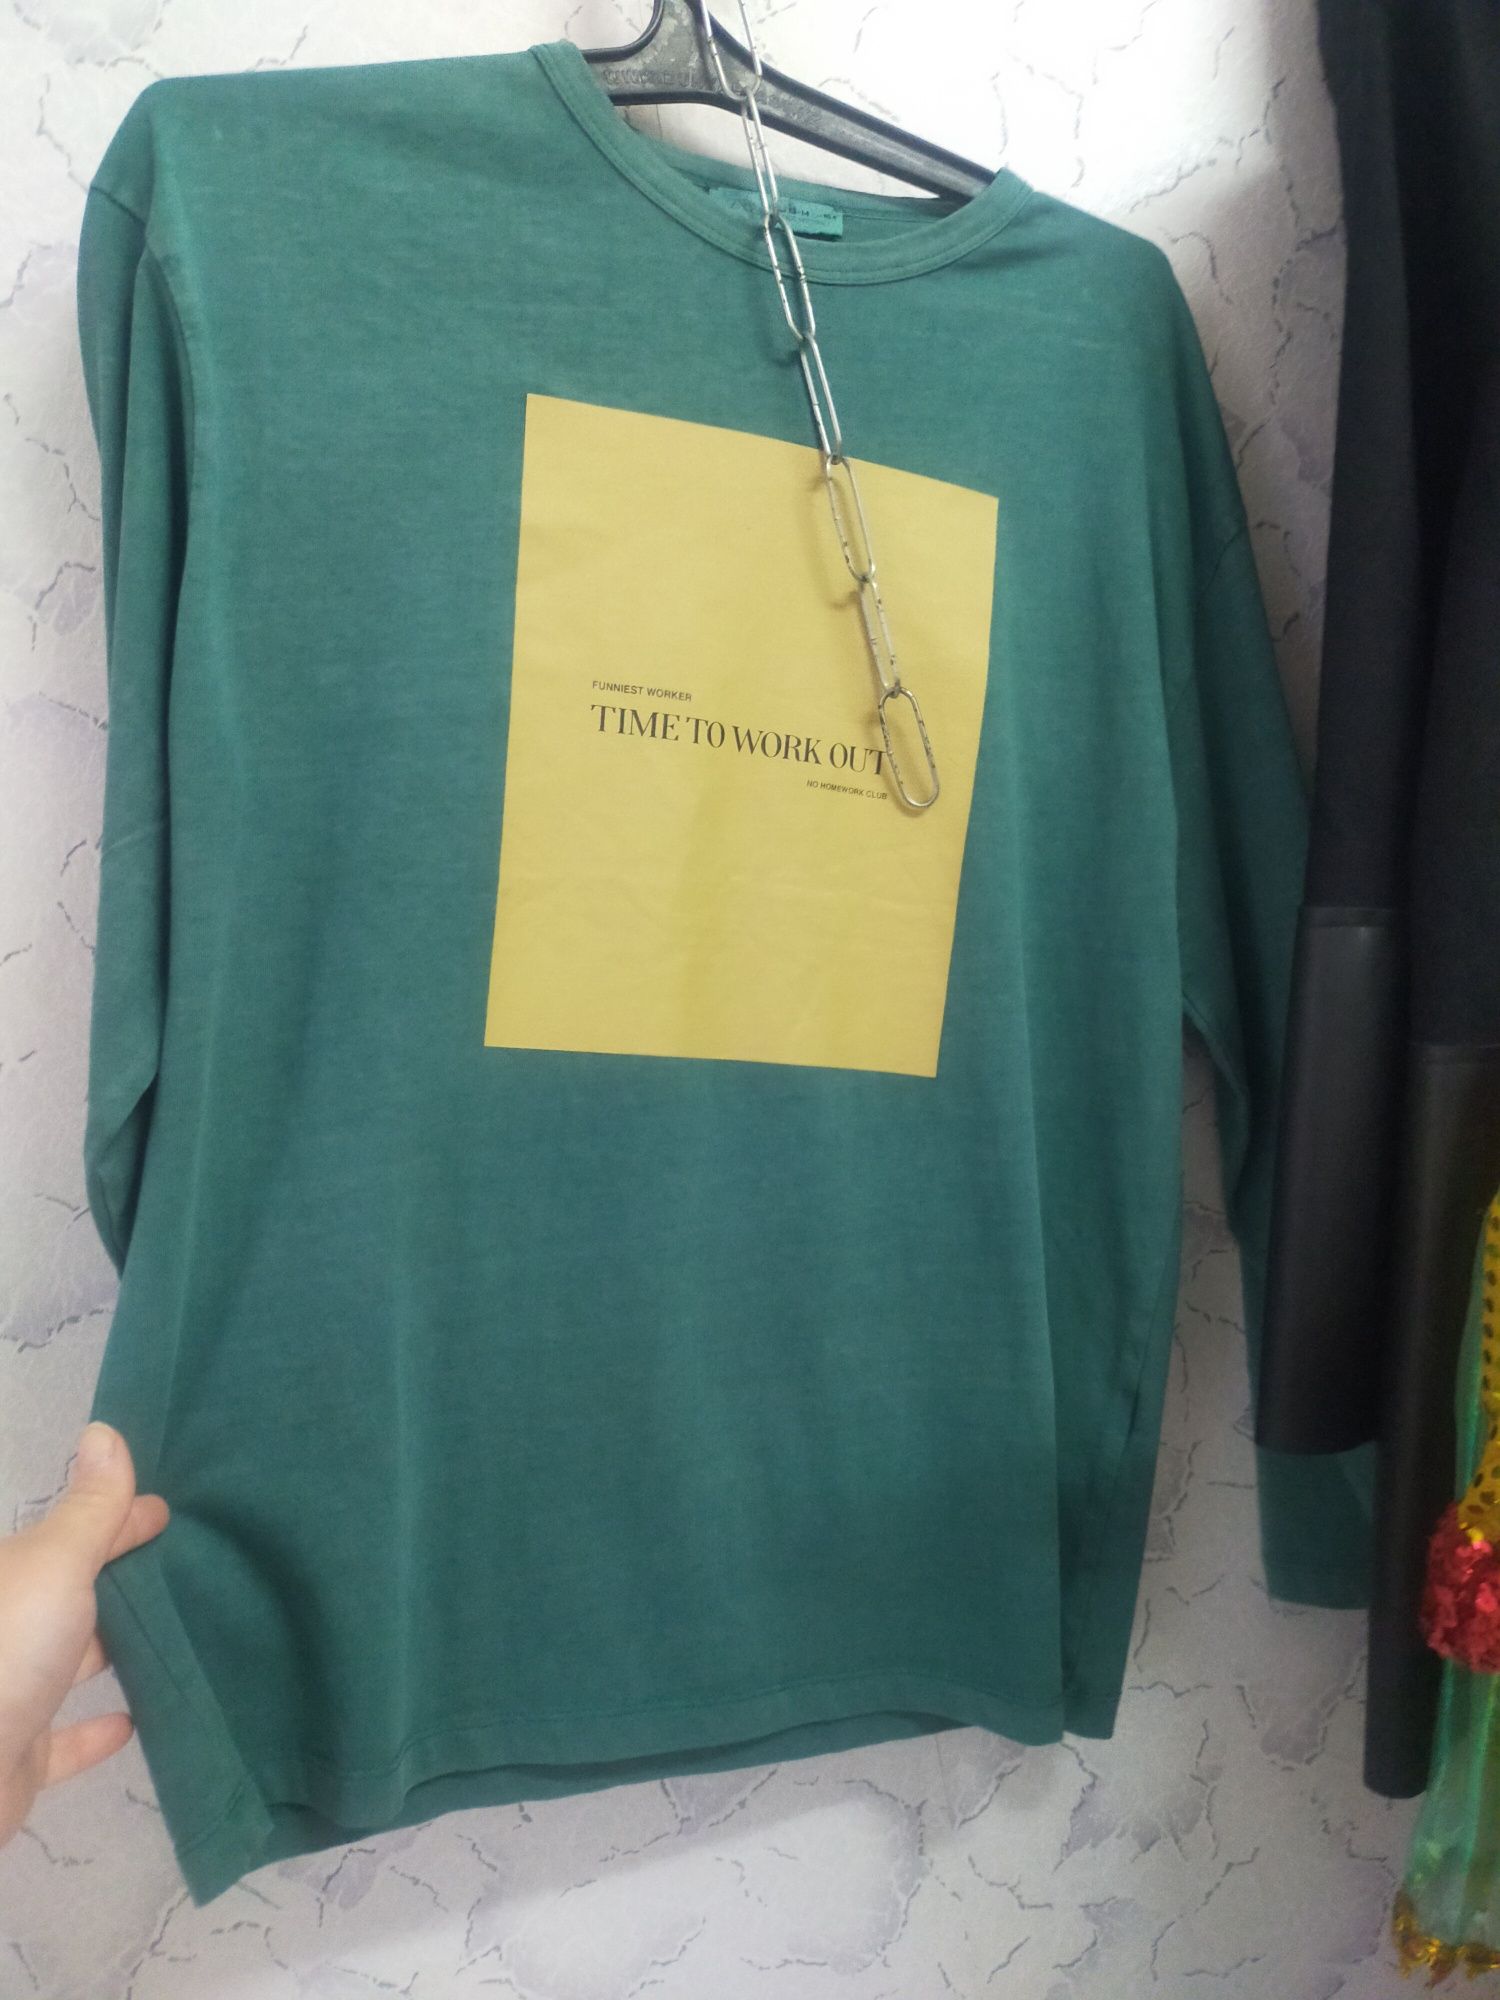 FUNNIEST WORKER
TIME TO WORK OUT
NO HOMEWORK CLUB